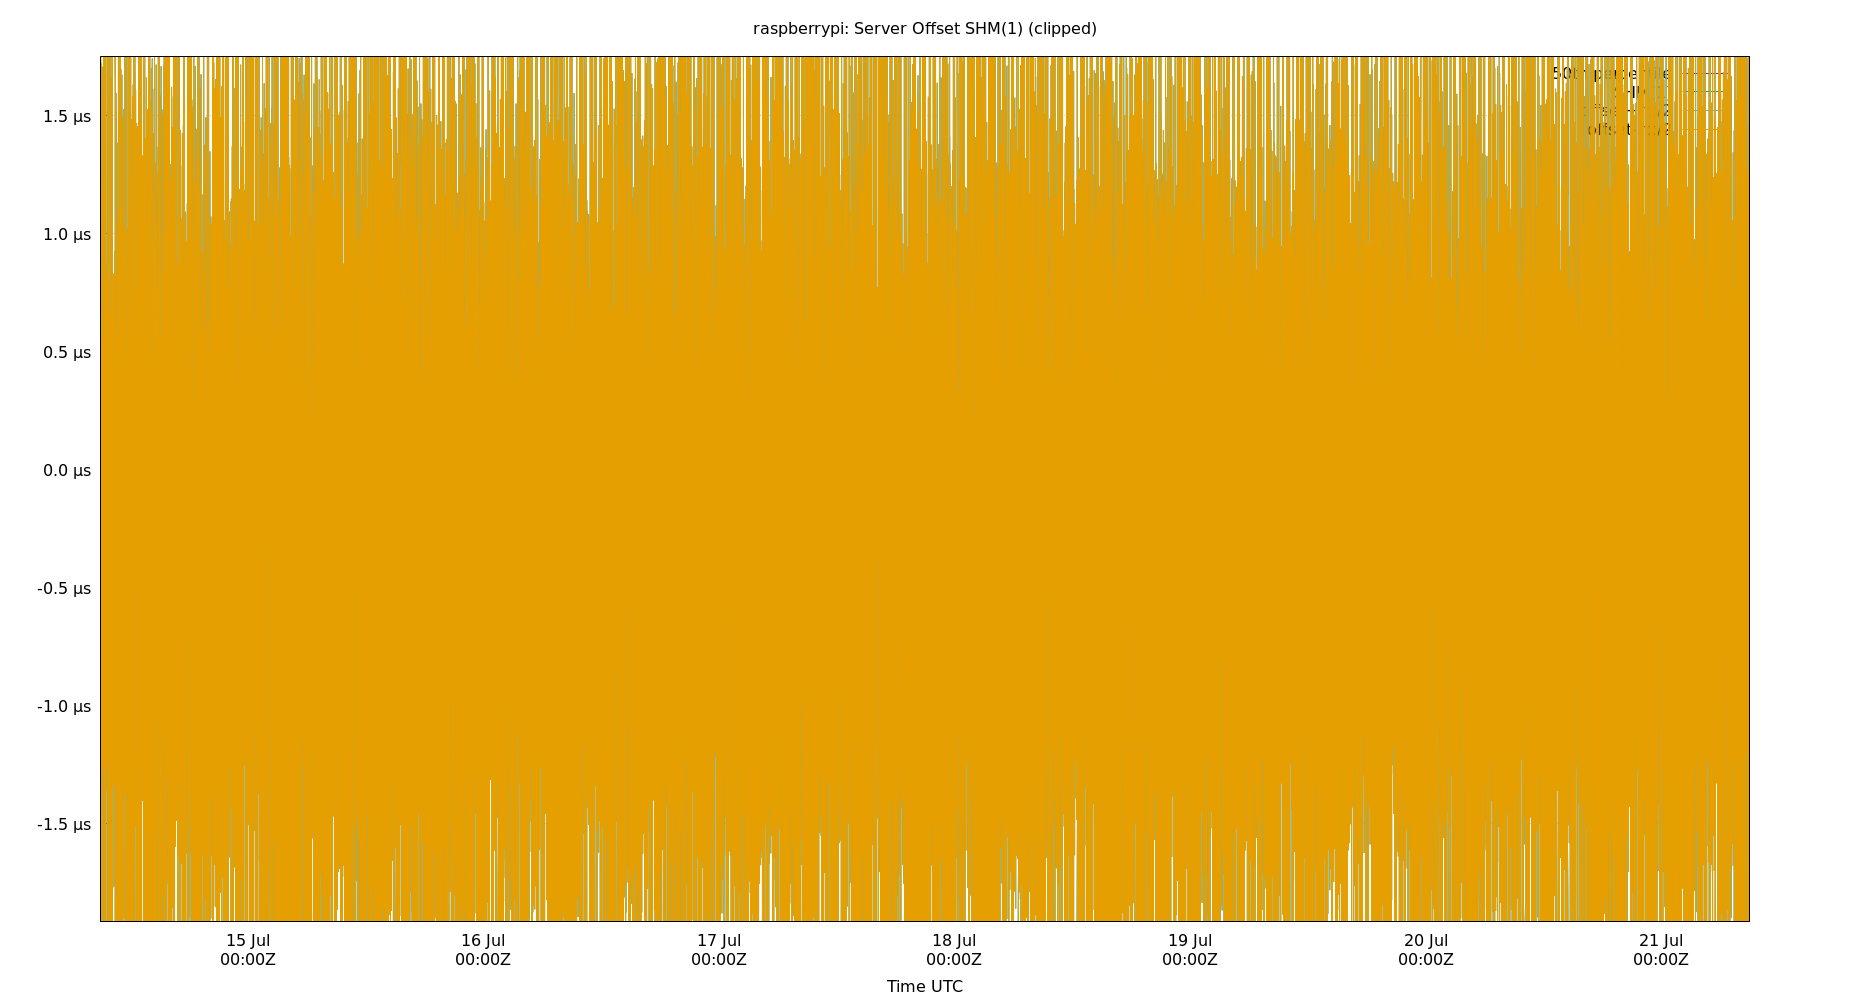 raspberrypi: Server Offset SHM(1) (clipped)
1.5 µs
1.0 µs
0.5 µs
0.0 µs
-0.5 µs
-1.0 µs
-1.5 µs
15 Jul 16 Jul 17 Jul 18 Jul 19 Jul 20 Jul 21 Jul
00:00Z 00:00Z 00:00Z 00:00Z 00:00Z 00:00Z 00:00Z
Time UTC